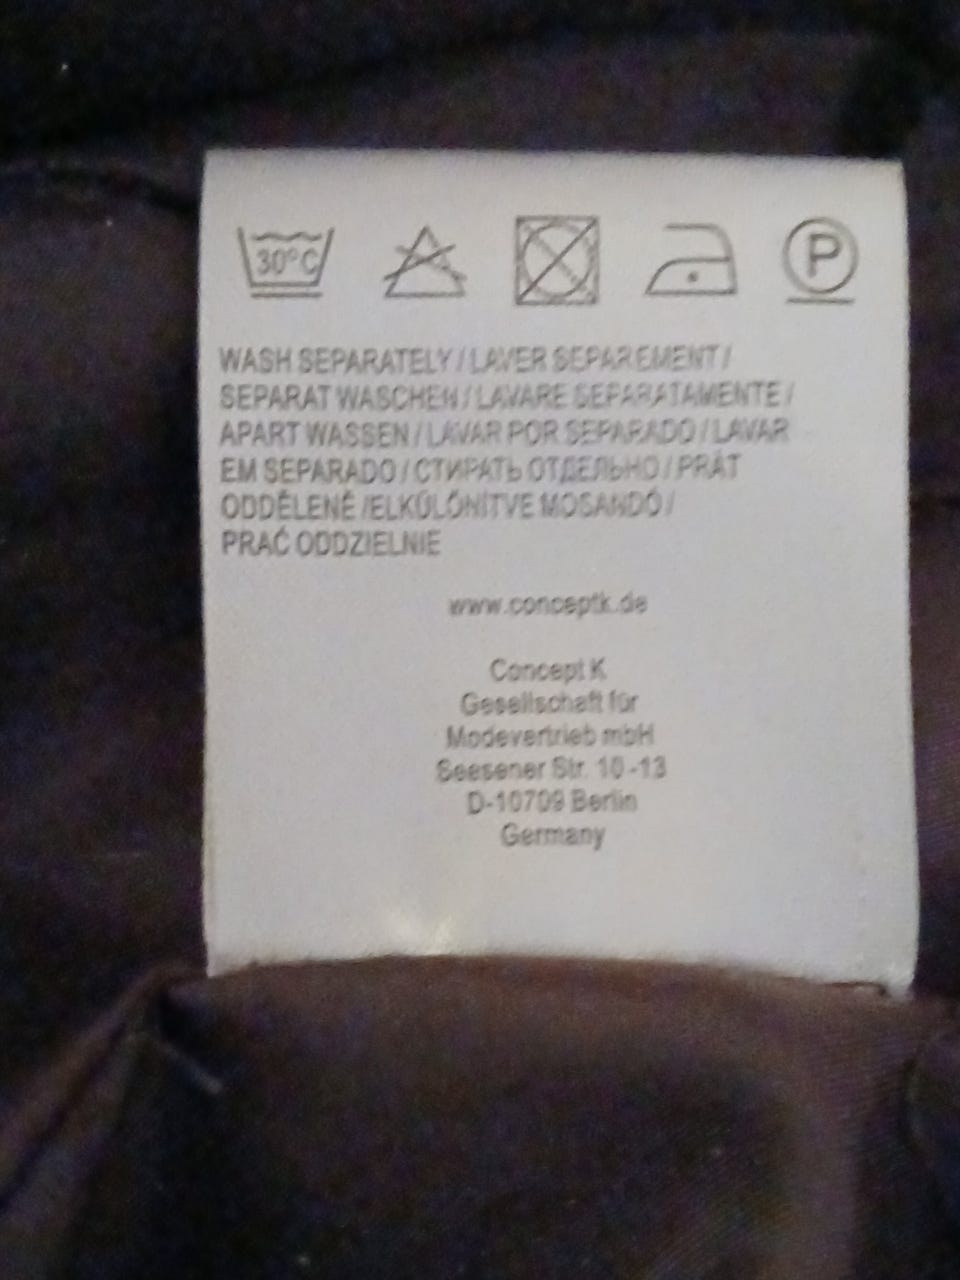 30°C P
WASH SEPARATELY / LAVER SEPAREMENT /
SEPARAT WASCHEN / LAVARE SEPARATAMENTE /
APART WASSEN / LAVAR POR SEPARADO / LAVAR
EM SEPARADO / СТИРАТЬ ОТДЕЛЬНО / PRÁT
ODDĚLENĚ /ELKÜLÖNÍTVE MOSANDÓ /
PRAĆ ODDZIELNIE
www.conceptk.de
Concept K
Gesellschaft für
Modevertrieb mbH
Seesener Str. 10 -13
D-10709 Berlin
Germany